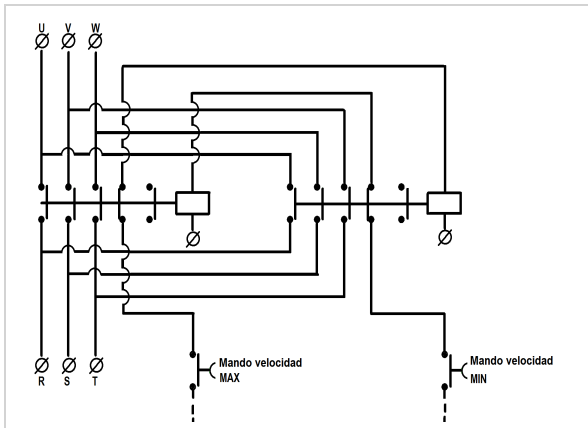 U V W
R S T
Mando velocidad
MAX
Mando velocidad
MIN